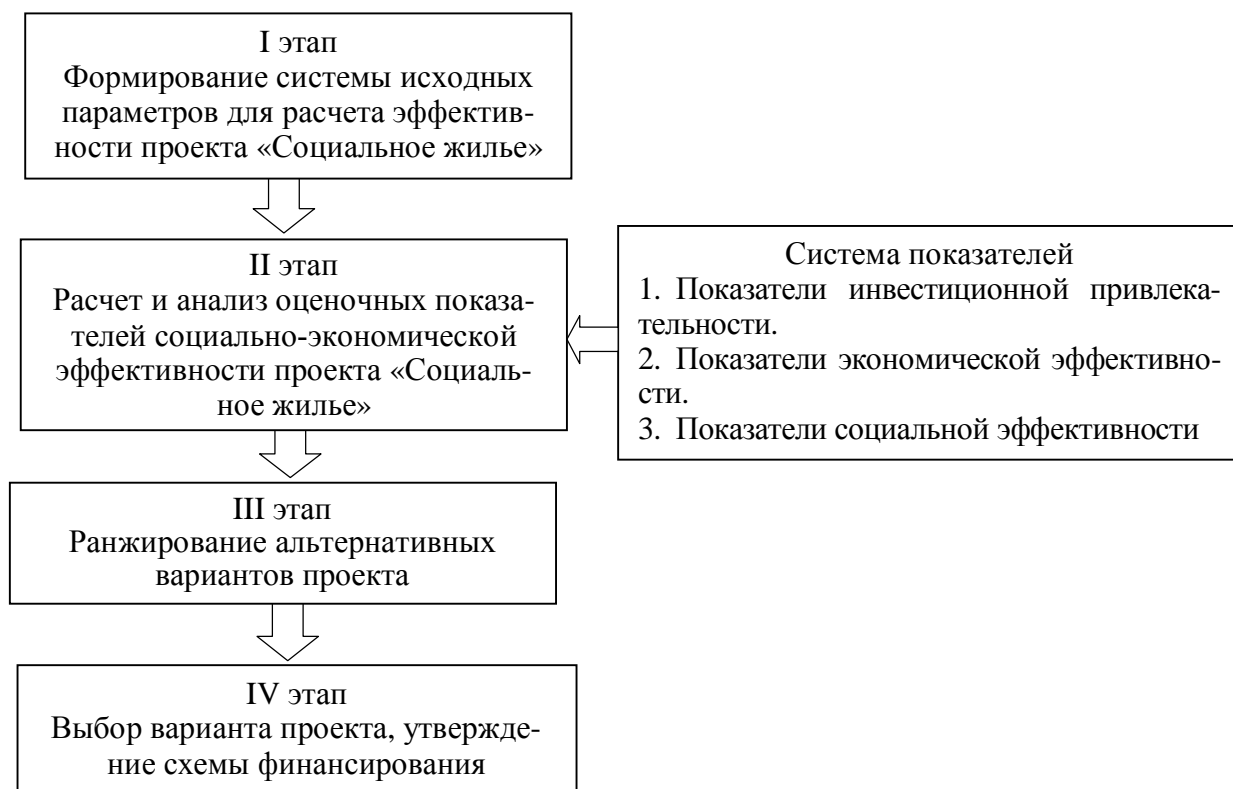 I этап
Формирование системы исходных
параметров для расчета эффектив-
ности проекта «Социальное жилье»
II этап
Расчет и анализ оценочных показа-
телей социально-экономической
эффективности проекта «Социаль-
ное жилье»
Система показателей
1. Показатели инвестиционной привлека-
тельности.
2. Показатели экономической эффективно-
сти.
3. Показатели социальной эффективности
III этап
Ранжирование альтернативных
вариантов проекта
IV этап
Выбор варианта проекта, утвержде-
ние схемы финансирования